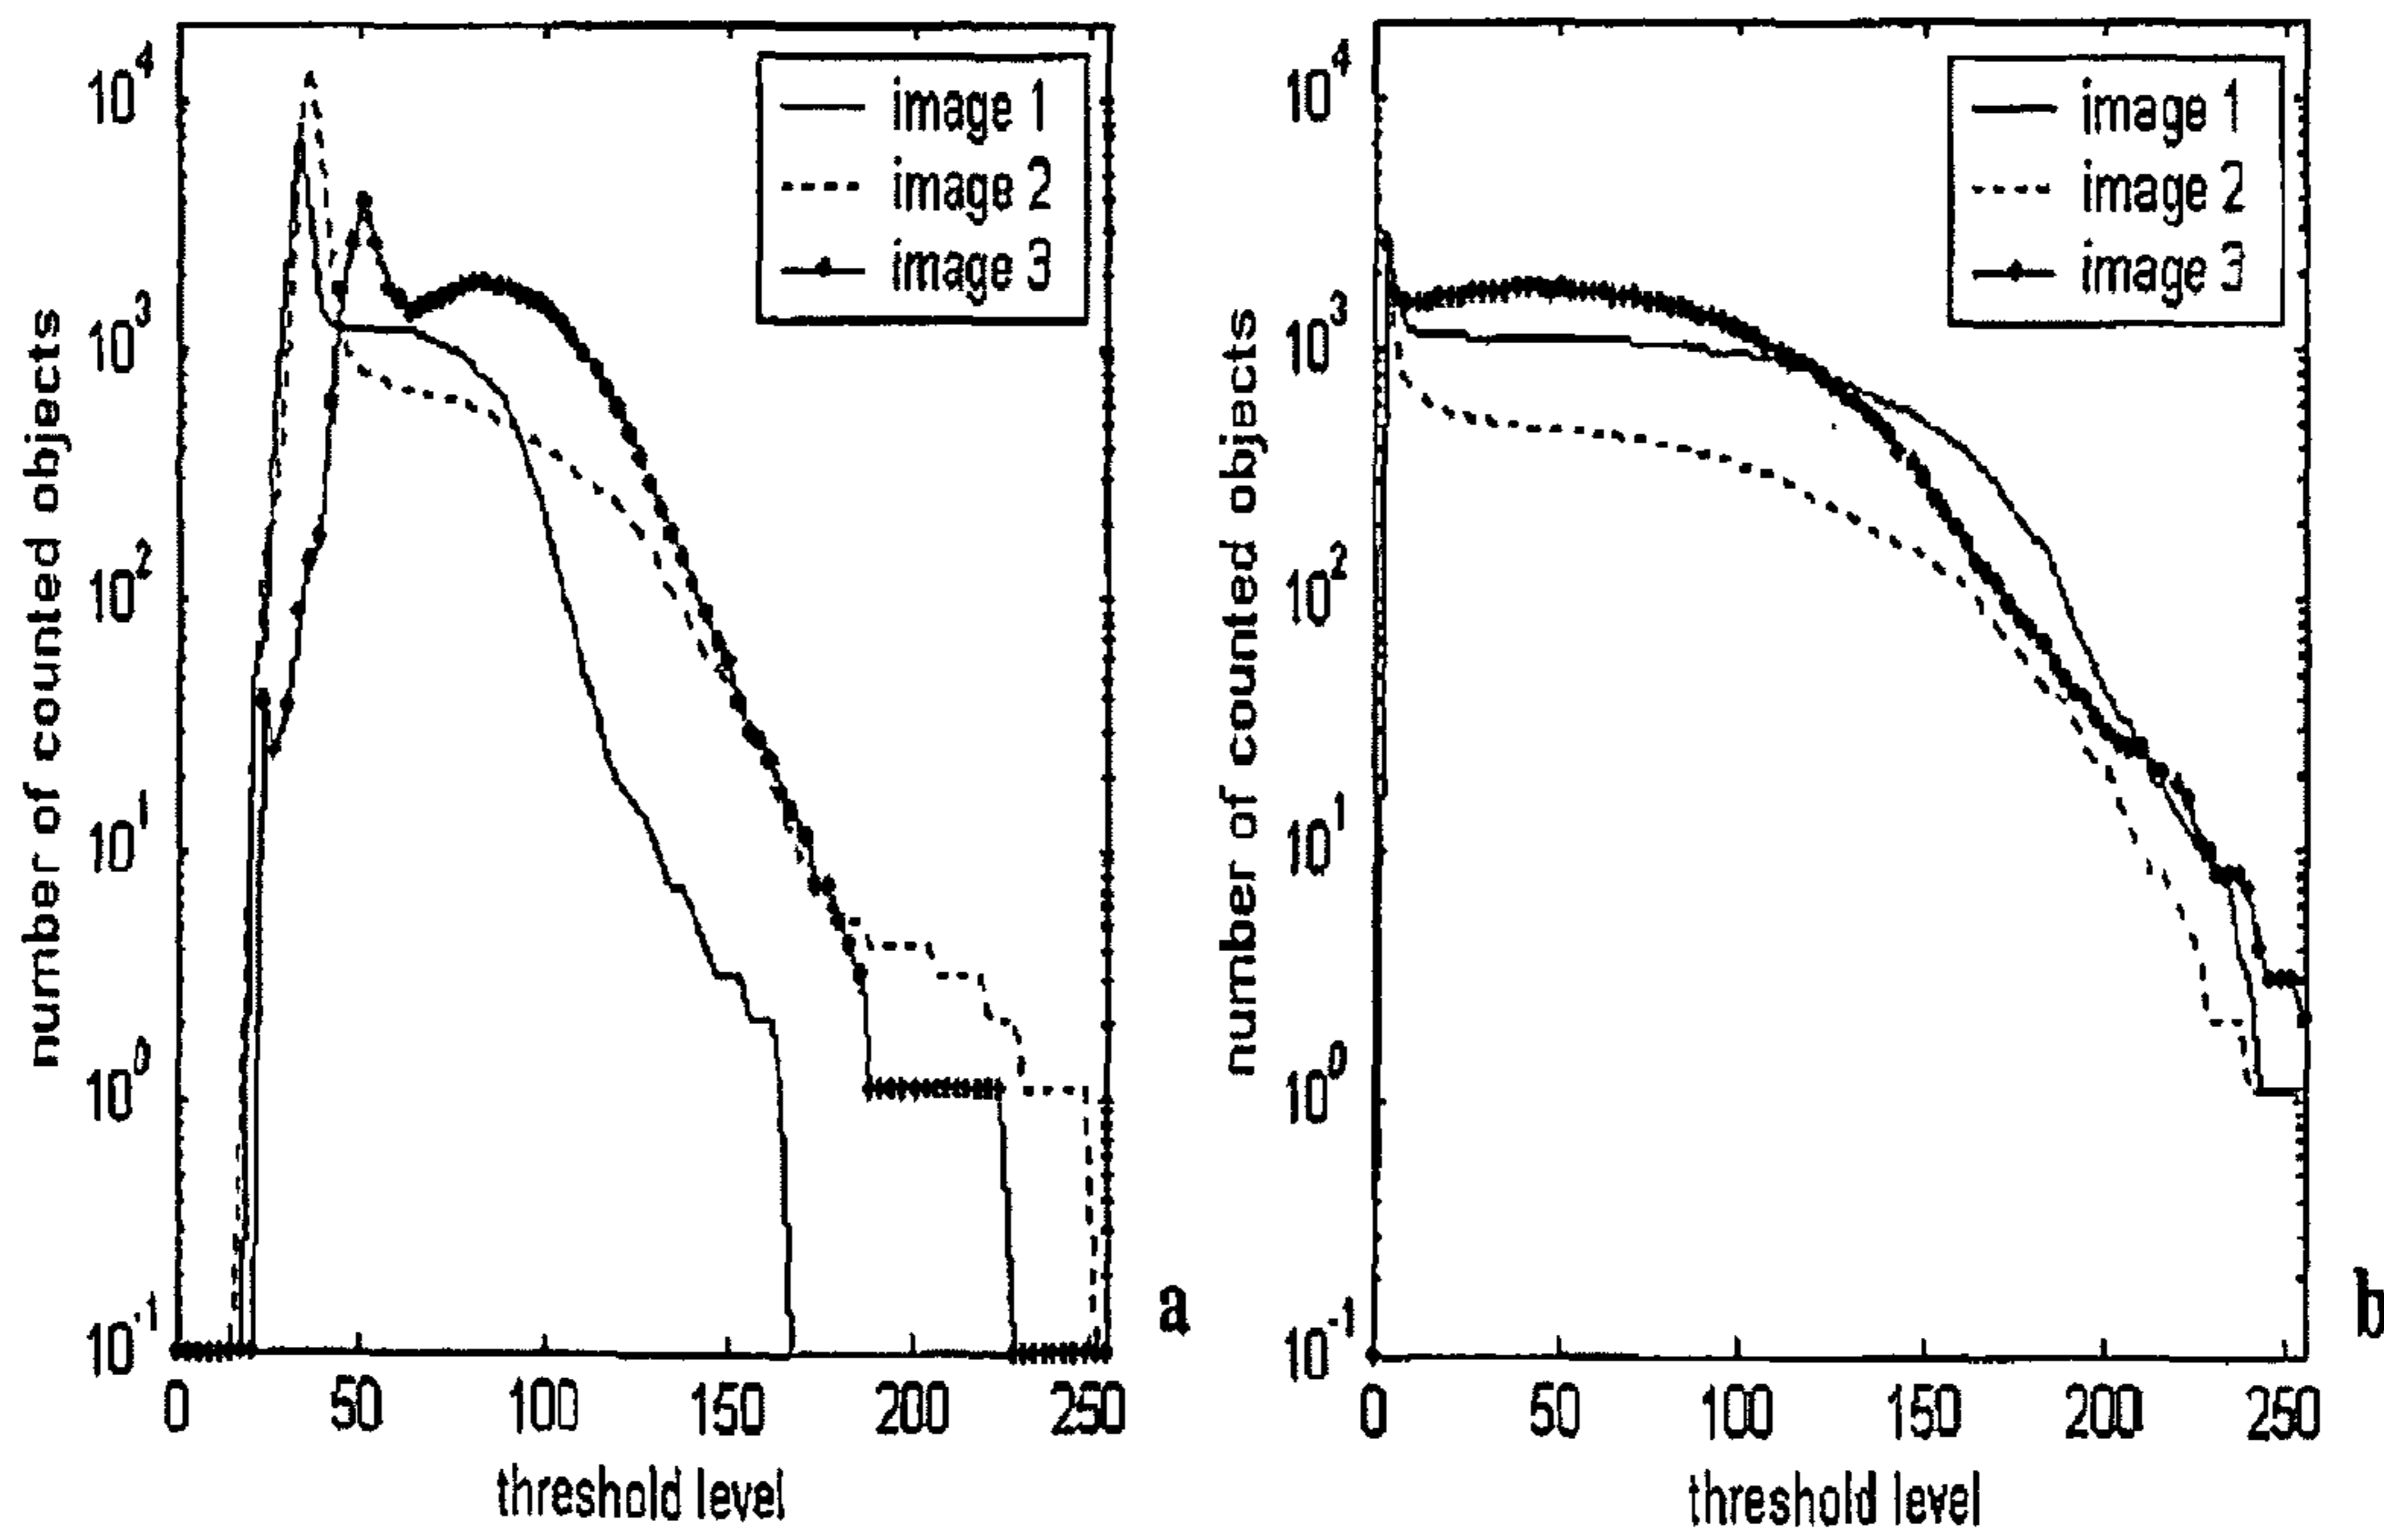 number of counted objects
10^4
10^3
10^2
10^1
10^0
10^-1
0 50 100 150 200 250
threshold level
image 1
image 2
image 3
a
number of counted objects
10^4
10^3
10^2
10^1
10^0
10^-1
0 50 100 150 200 250
threshold level
image 1
image 2
image 3
b